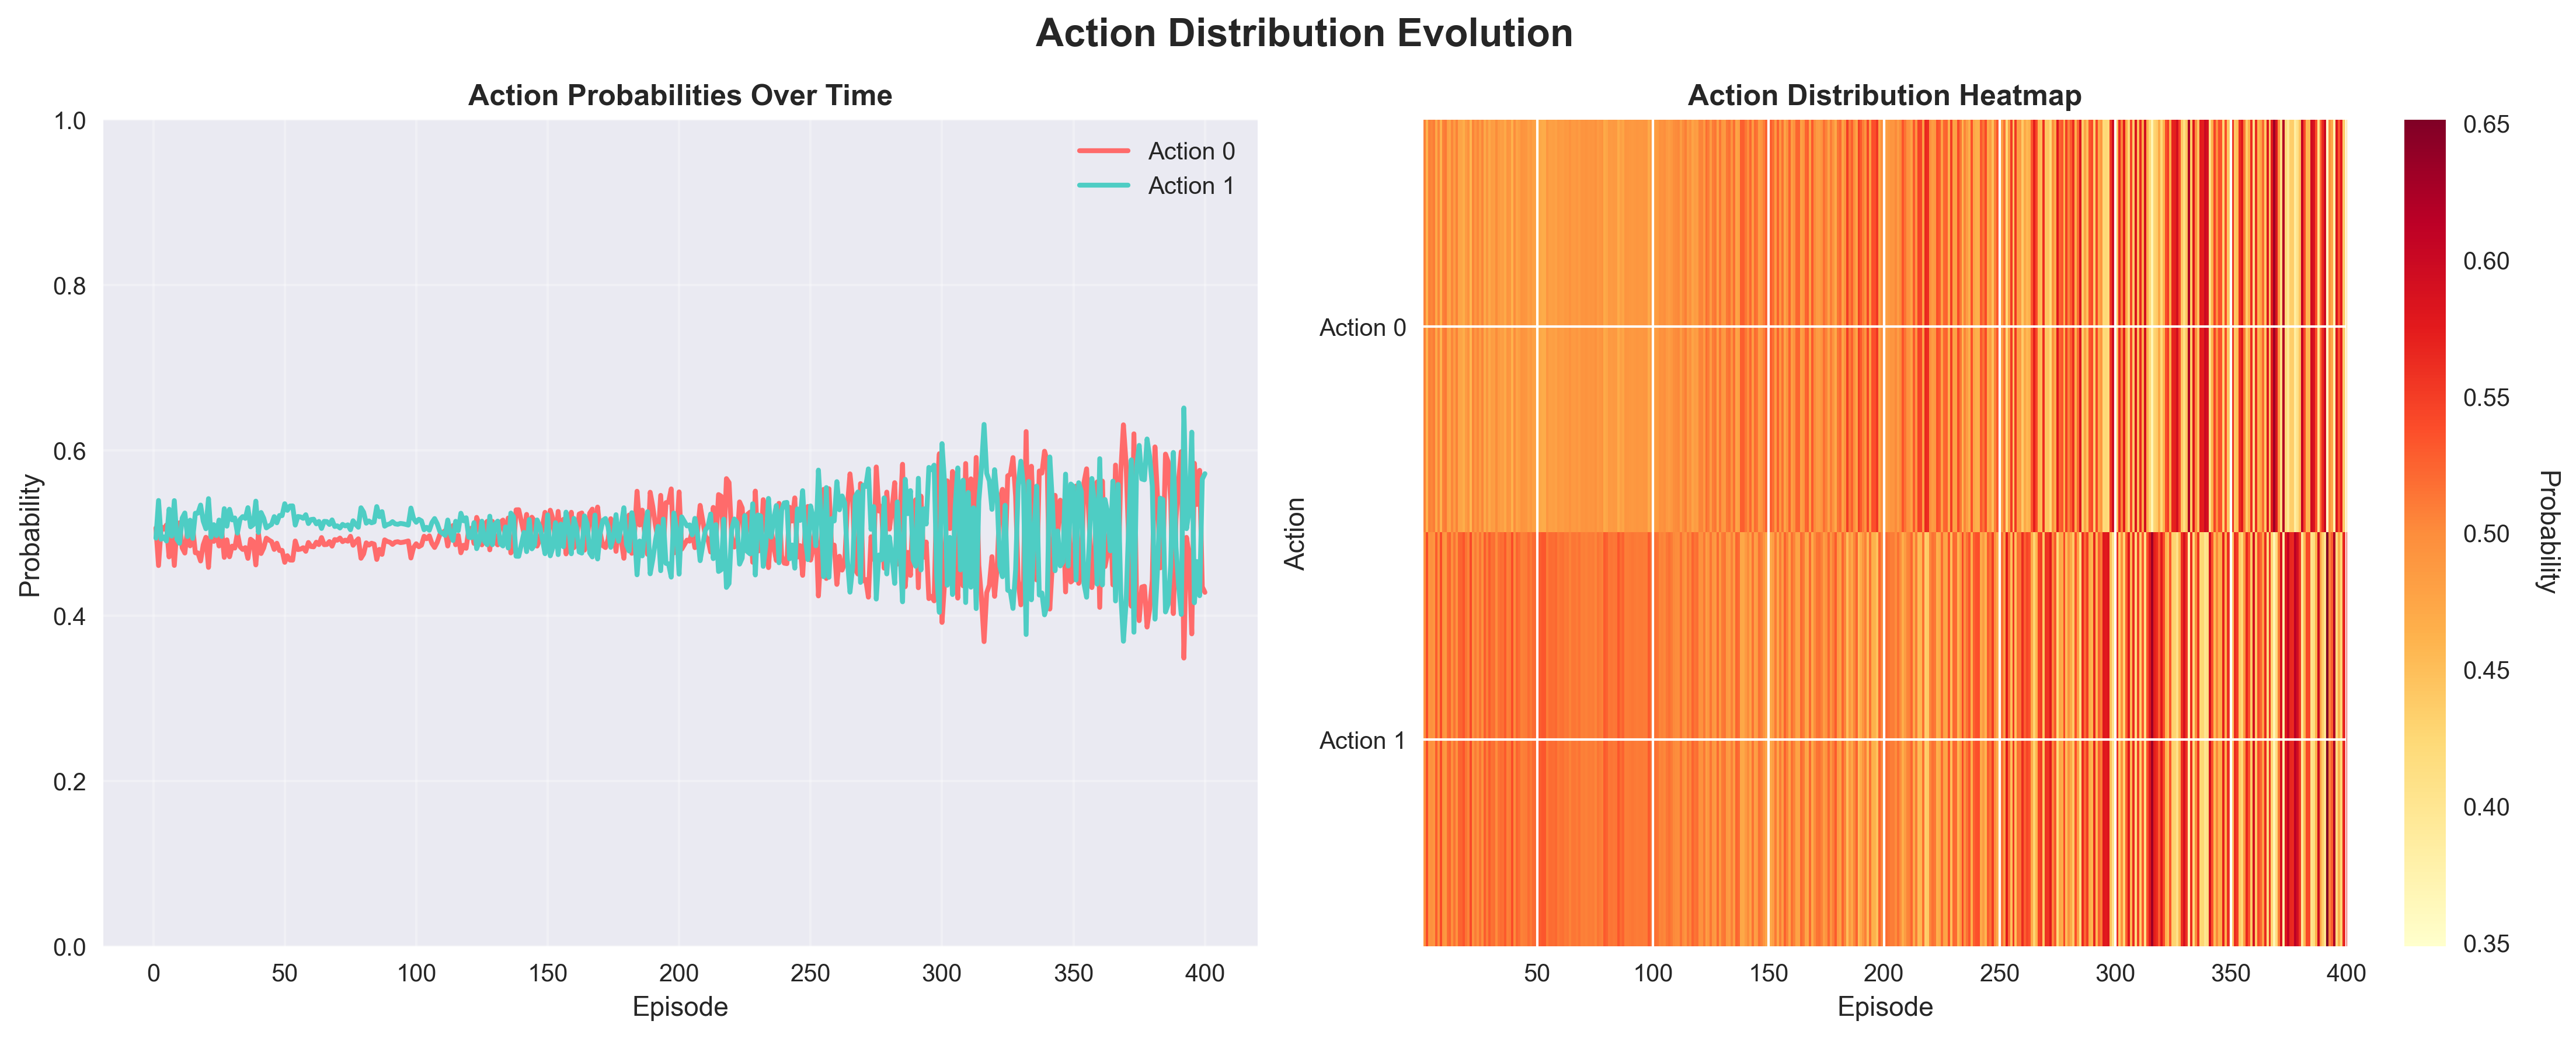 Action Distribution Evolution
Action Probabilities Over Time
Action 0
Action 1
1.0
0.8
0.6
0.4
0.2
0.0
Probability
0 50 100 150 200 250 300 350 400
Episode
Action Distribution Heatmap
Action 0
Action 1
Action
50 100 150 200 250 300 350 400
Episode
0.65
0.60
0.55
0.50
0.45
0.40
0.35
Probability